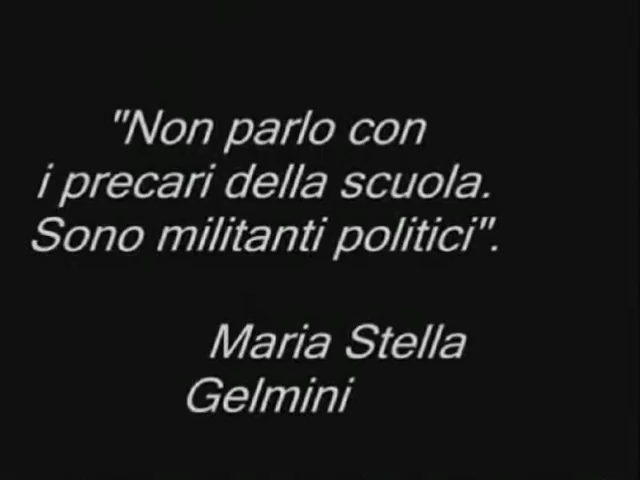 "Non parlo con
i precari della scuola.
Sono militanti politici".
Maria Stella
Gelmini